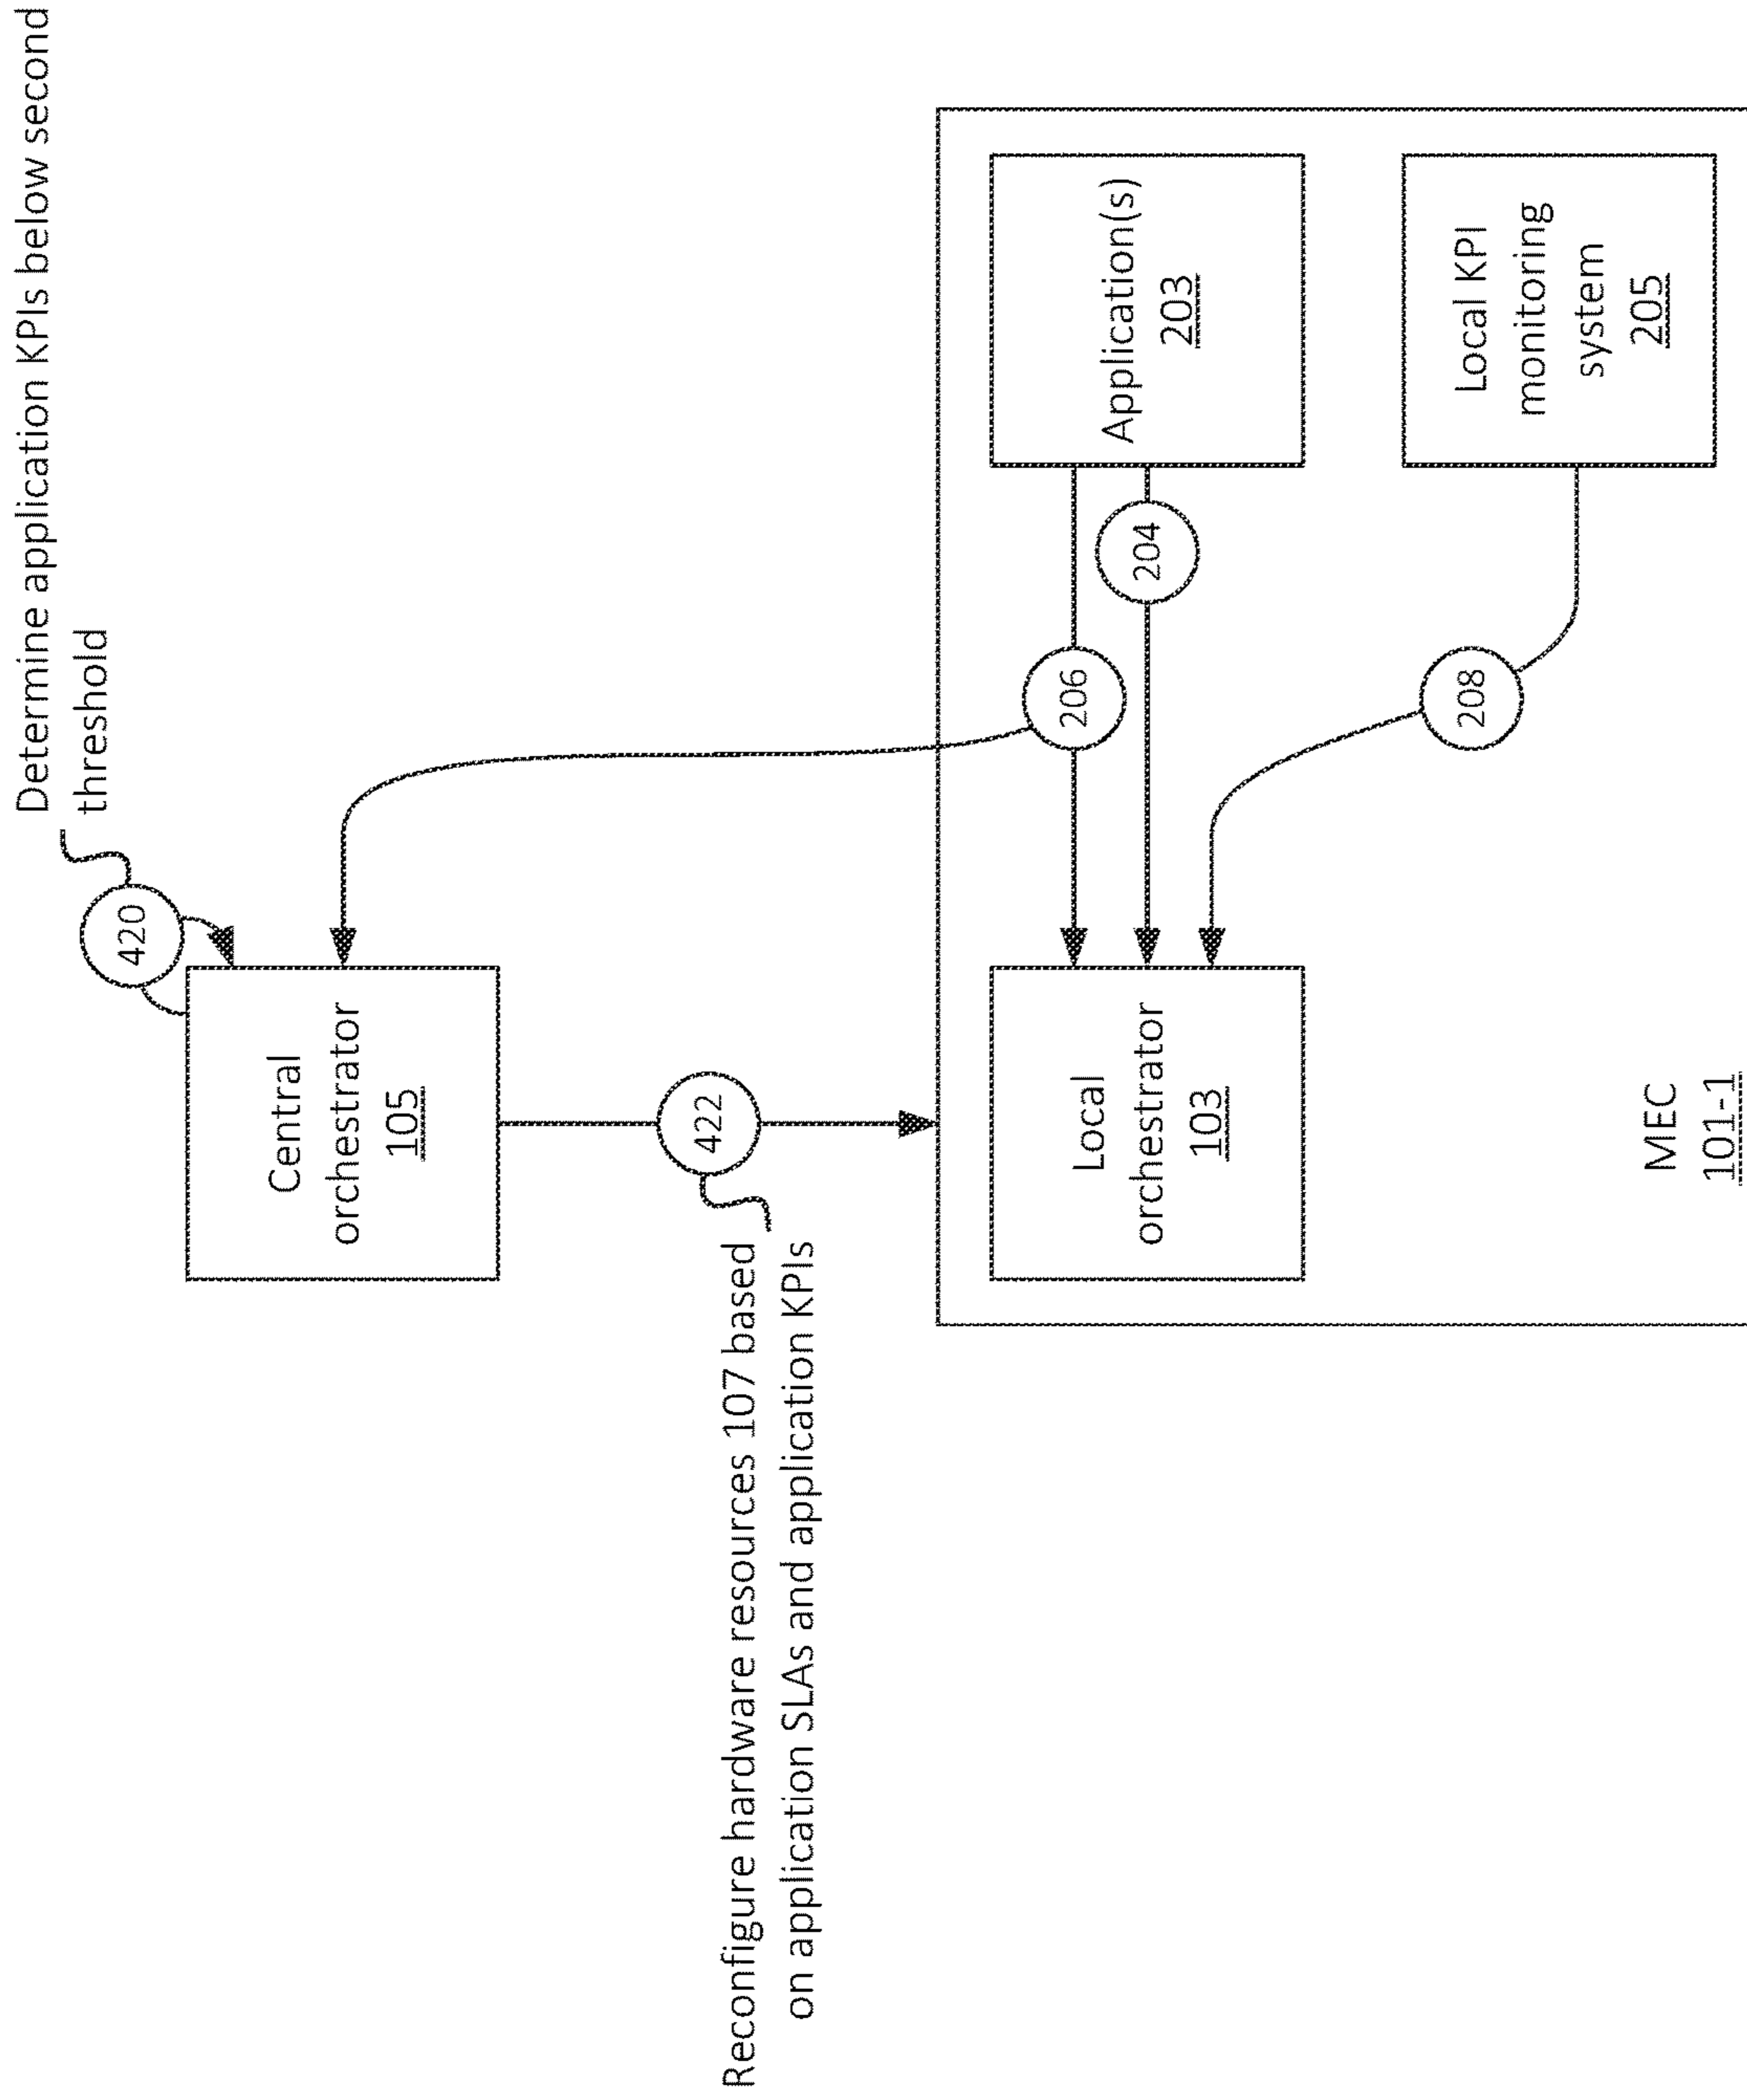 Determine application KPIs below second
threshold
420
Central
orchestrator
105
422
Reconfigure hardware resources 107 based
on application SLAs and application KPIs
206
204
208
Local
orchestrator
103
Application(s)
203
Local KPI
monitoring
system
205
MEC
101-1